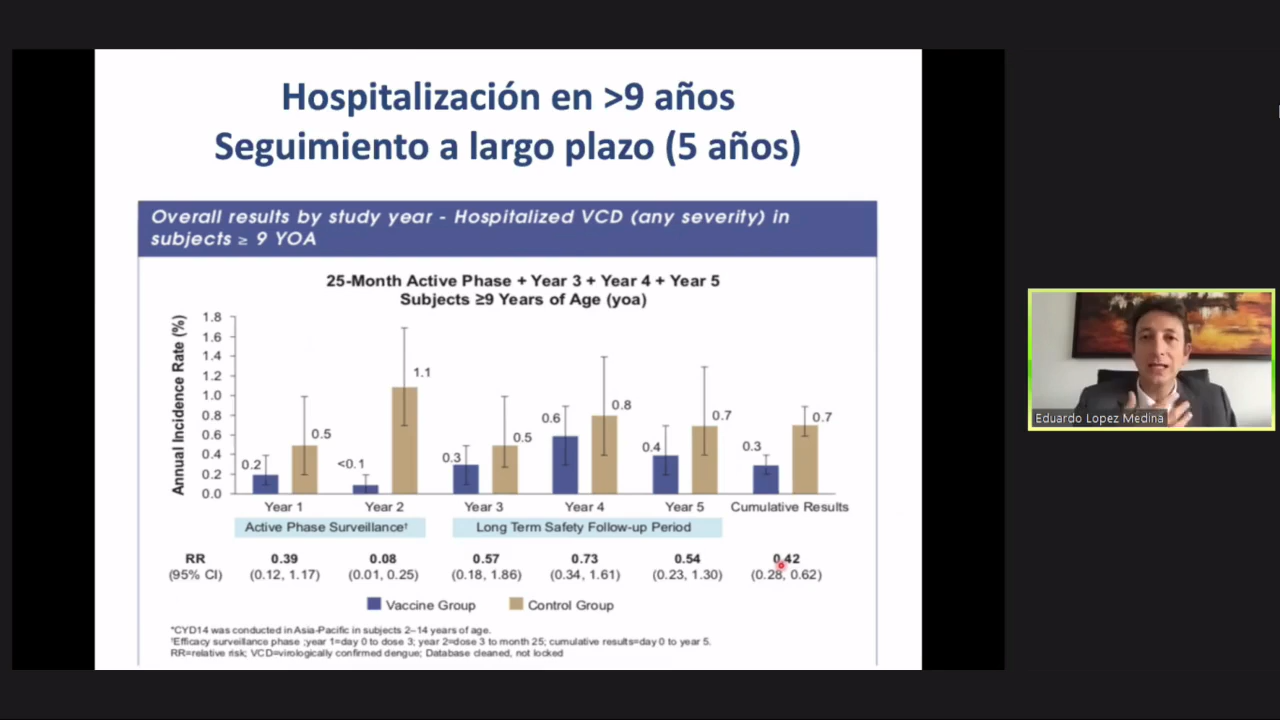 Hospitalización en >9 años
Seguimiento a largo plazo (5 años)
Overall results by study year - Hospitalized VCD (any severity) in
subjects ≥ 9 YOA
25-Month Active Phase + Year 3 + Year 4 + Year 5
Subjects ≥9 Years of Age (yoa)
Annual Incidence Rate (%)
1.8
1.6
1.4
1.2
1.0
0.8
0.6
0.4
0.2
0.0
0.2
0.5
<0.1
1.1
0.3
0.5
0.6
0.8
0.4
0.7
0.3
0.7
Year 1 Year 2 Year 3 Year 4 Year 5 Cumulative Results
Active Phase Surveillance† Long Term Safety Follow-up Period
RR 0.39 0.08 0.57 0.73 0.54 0.42
(95% CI) (0.12, 1.17) (0.01, 0.25) (0.18, 1.86) (0.34, 1.61) (0.23, 1.30) (0.28, 0.62)
Vaccine Group Control Group
*CYD14 was conducted in Asia-Pacific in subjects 2–14 years of age.
†Efficacy surveillance phase ;year 1=day 0 to dose 3; year 2=dose 3 to month 25; cumulative results=day 0 to year 5.
RR=relative risk; VCD=virologically confirmed dengue; Database cleaned, not locked
Eduardo Lopez Medina